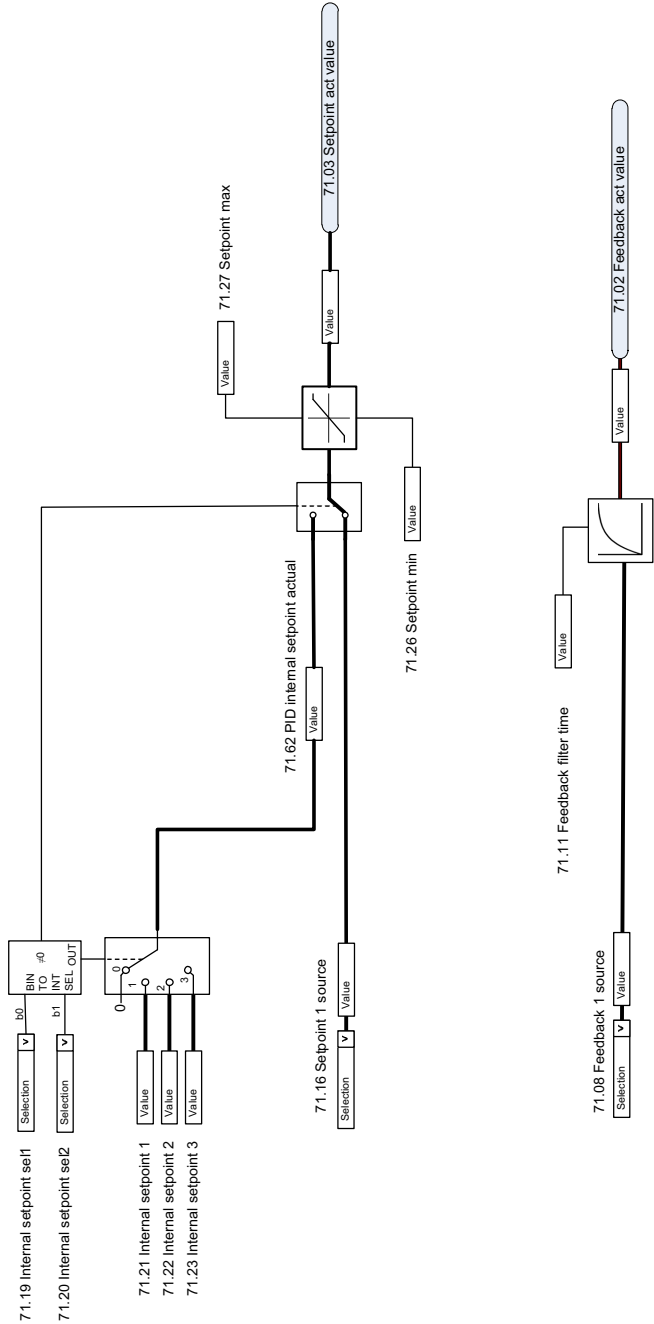 71.19 Internal setpoint sel1
Selection
v
b0
71.20 Internal setpoint sel2
Selection
v
b1
BIN
TO
INT
SEL
≠0
OUT
0
0
1
2
3
71.21 Internal setpoint 1
Value
71.22 Internal setpoint 2
Value
71.23 Internal setpoint 3
Value
71.62 PID internal setpoint actual
Value
71.16 Setpoint 1 source
Selection
v
Value
71.27 Setpoint max
Value
71.26 Setpoint min
Value
Value
71.03 Setpoint act value
71.11 Feedback filter time
Value
71.08 Feedback 1 source
Selection
v
Value
Value
71.02 Feedback act value